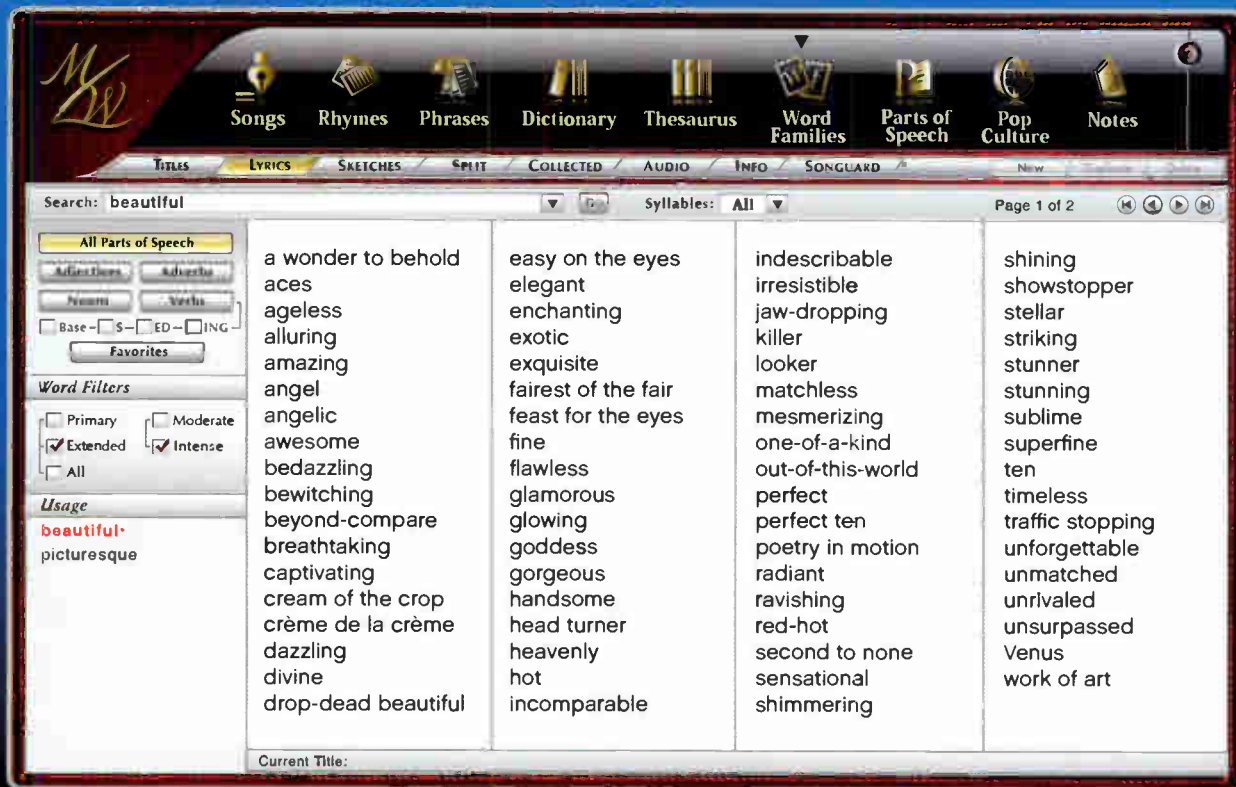 MW
Songs Rhymes Phrases Dictionary Thesaurus Word Families Parts of Speech Pop Culture Notes
TITLES LYRICS SKETCHES SPLIT COLLECTED AUDIO INFO SONGUARD New
Search: beautiful Go Syllables: All Page 1 of 2
All Parts of Speech
Adjectives Adverbs
Nouns Verbs
Base S ED ING
Favorites
Word Filters
Primary Moderate
Extended Intense
All
Usage
beautiful
picturesque
a wonder to behold
aces
ageless
alluring
amazing
angel
angelic
awesome
bedazzling
bewitching
beyond-compare
breathtaking
captivating
cream of the crop
crème de la crème
dazzling
divine
drop-dead beautiful
easy on the eyes
elegant
enchanting
exotic
exquisite
fairest of the fair
feast for the eyes
fine
flawless
glamorous
glowing
goddess
gorgeous
handsome
head turner
heavenly
hot
incomparable
indescribable
irresistible
jaw-dropping
killer
looker
matchless
mesmerizing
one-of-a-kind
out-of-this-world
perfect
perfect ten
poetry in motion
radiant
ravishing
red-hot
second to none
sensational
shimmering
shining
showstopper
stellar
striking
stunner
stunning
sublime
superfine
ten
timeless
traffic stopping
unforgettable
unmatched
unrivaled
unsurpassed
Venus
work of art
Current Title: